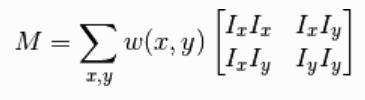 M = \sum_{x,y} w(x, y) \begin{bmatrix} I_x I_x & I_x I_y \\ I_x I_y & I_y I_y \end{bmatrix}